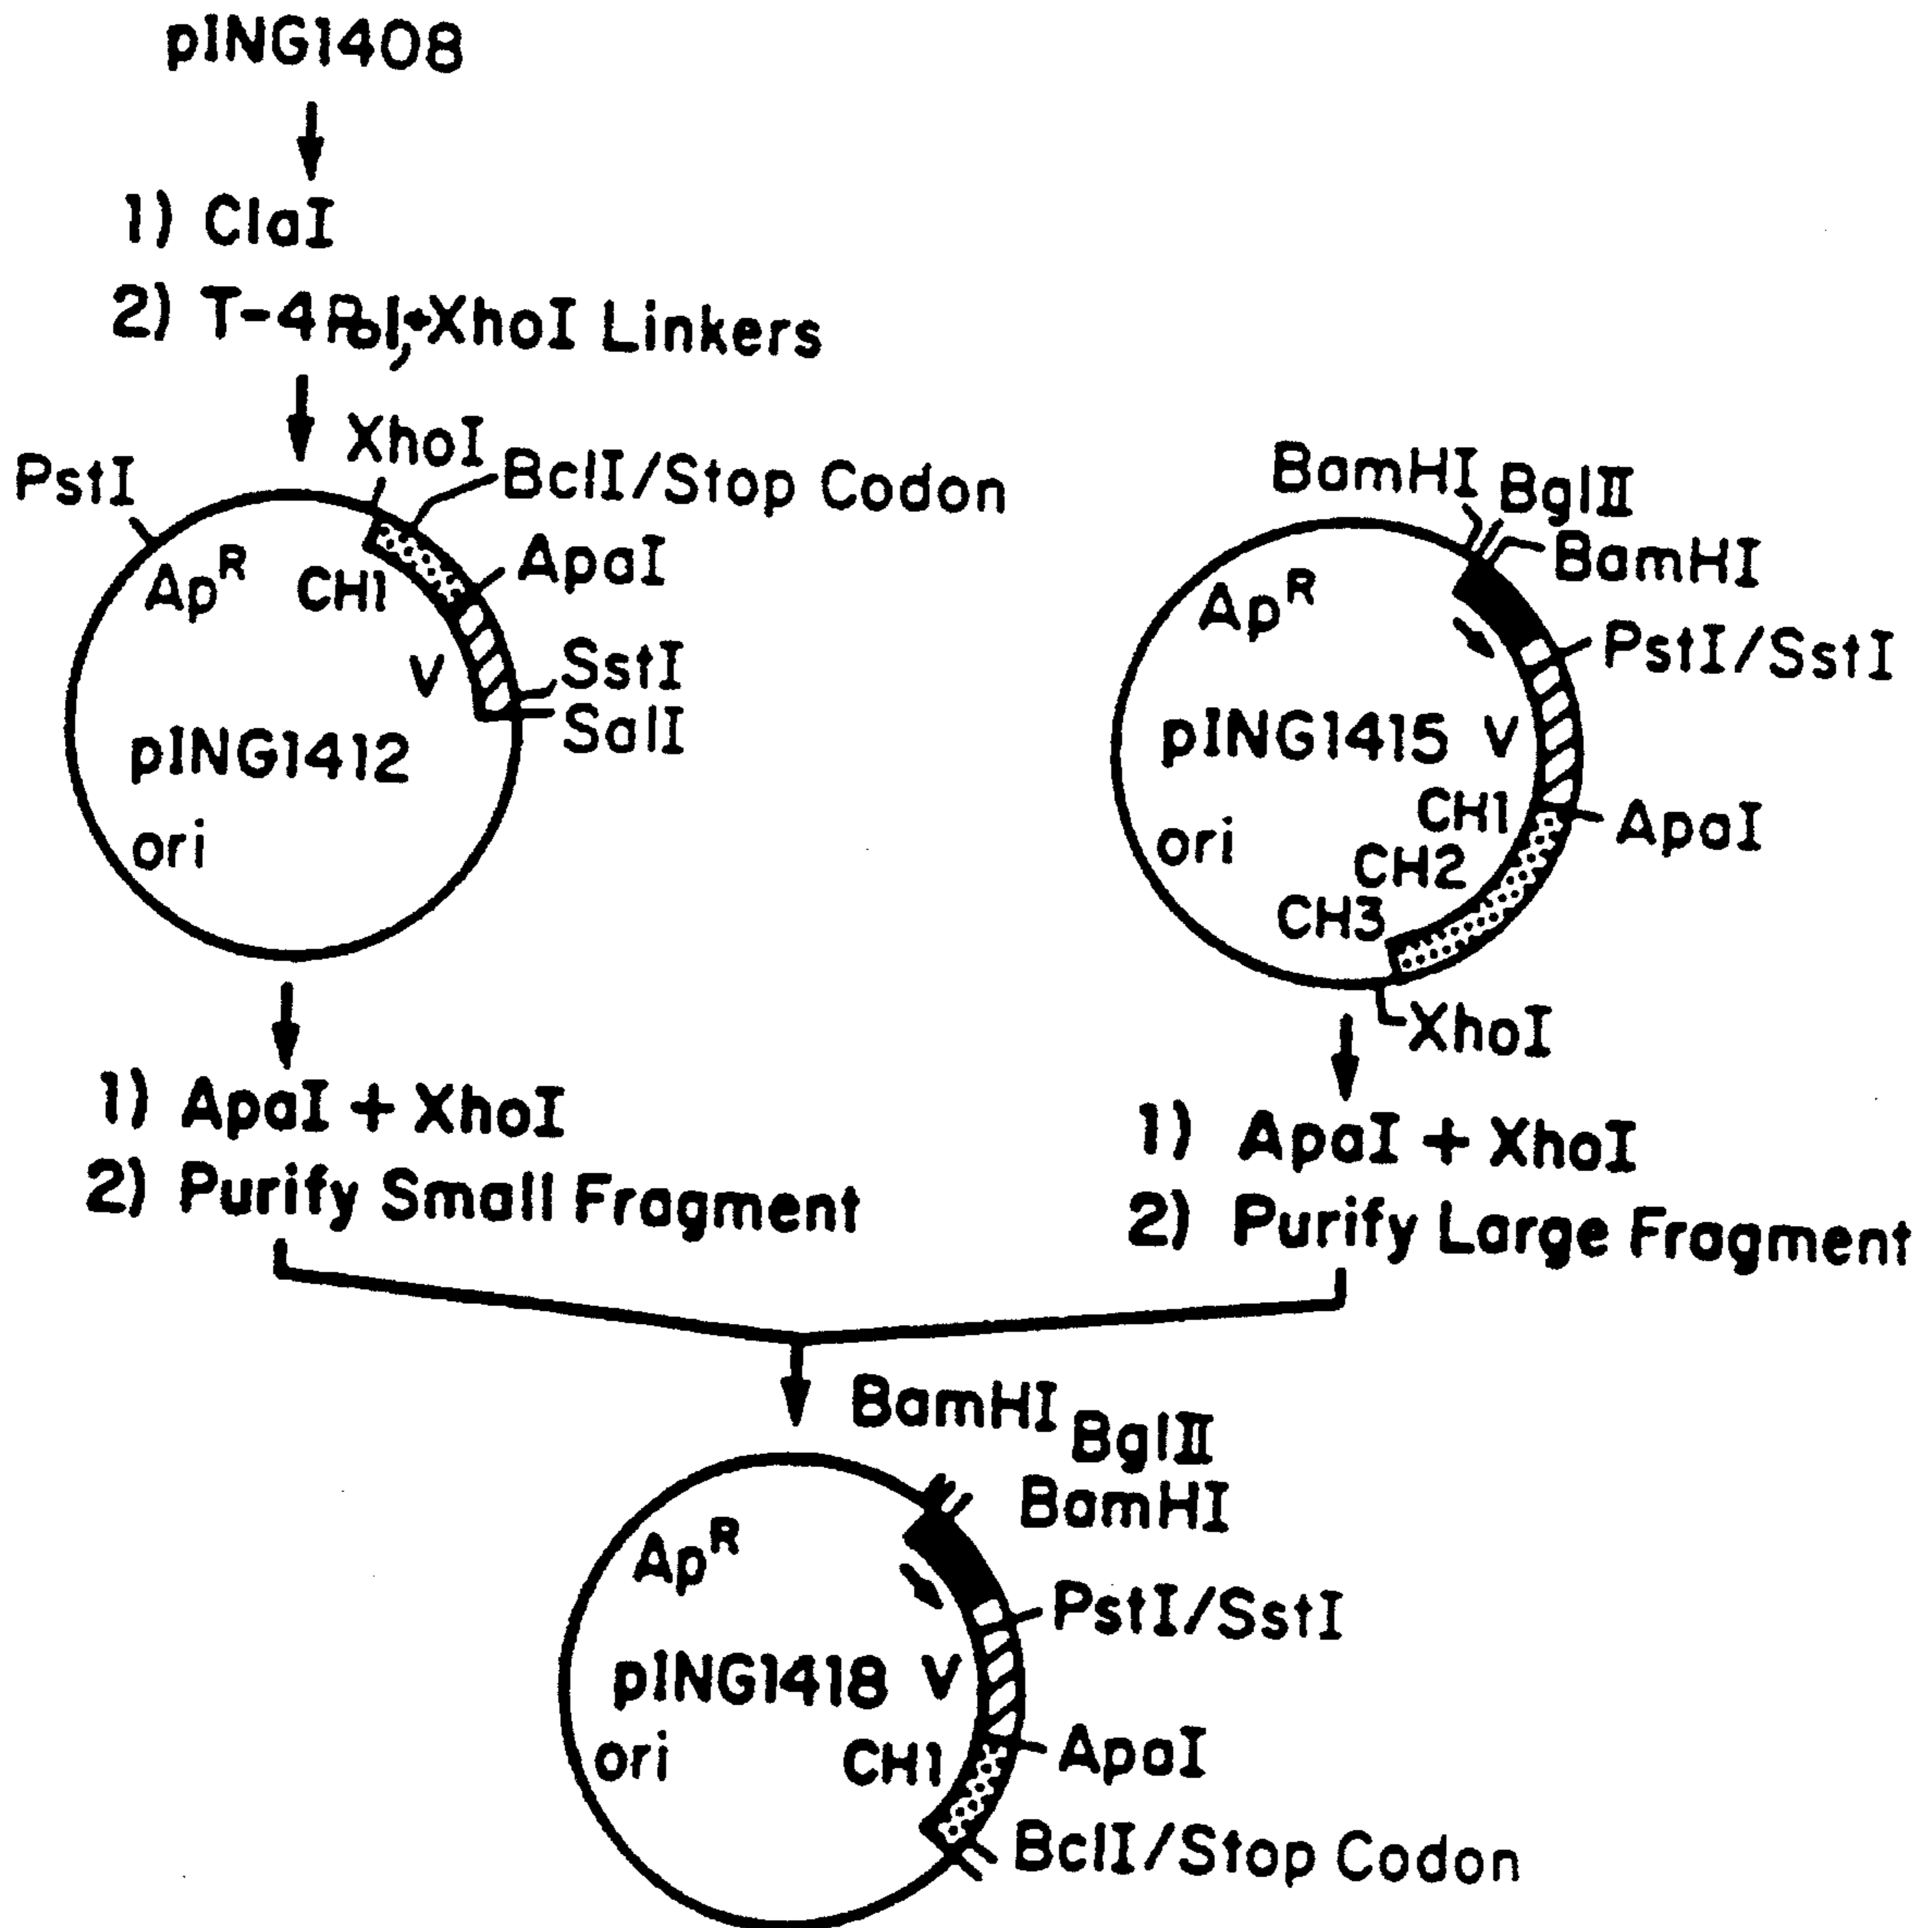 pING1408
1) ClaI
2) T-4 Pol; XhoI Linkers
PstI
XhoI
BclI/Stop Codon
ApaI
SstI
SalI
Ap^R
CH1
V
pING1412
ori
BamHI
BglII
BamHI
PstI/SstI
Ap^R
pING1415
V
CH1
CH2
CH3
ori
ApaI
XhoI
1) ApaI + XhoI
2) Purify Small Fragment
1) ApaI + XhoI
2) Purify Large Fragment
BamHI
BglII
BamHI
Ap^R
PstI/SstI
pING1418
V
ori
CH1
ApaI
BclI/Stop Codon